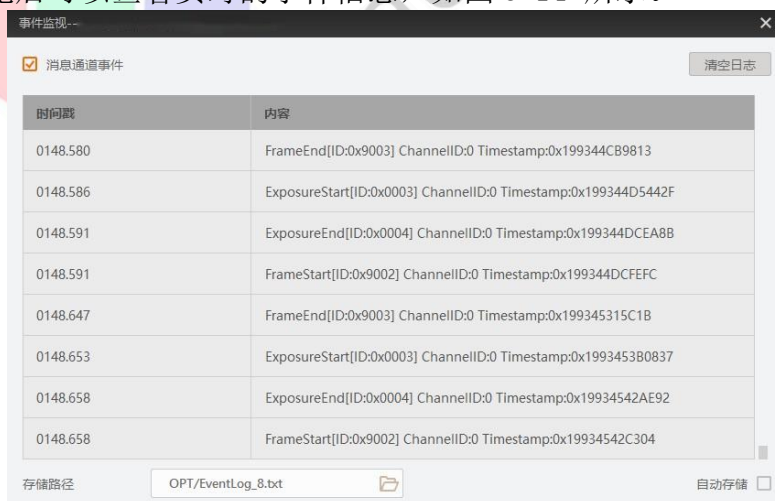 事件监视--
消息通道事件
清空日志
时间戳 内容
0148.580 FrameEnd[ID:0x9003] ChannelID:0 Timestamp:0x199344CB9813
0148.586 ExposureStart[ID:0x0003] ChannelID:0 Timestamp:0x199344D5442F
0148.591 ExposureEnd[ID:0x0004] ChannelID:0 Timestamp:0x199344DCEA8B
0148.591 FrameStart[ID:0x9002] ChannelID:0 Timestamp:0x199344DCFEFC
0148.647 FrameEnd[ID:0x9003] ChannelID:0 Timestamp:0x199345315C1B
0148.653 ExposureStart[ID:0x0003] ChannelID:0 Timestamp:0x1993453B0837
0148.658 ExposureEnd[ID:0x0004] ChannelID:0 Timestamp:0x19934542AE92
0148.658 FrameStart[ID:0x9002] ChannelID:0 Timestamp:0x19934542C304
存储路径 OPT/EventLog_8.txt 自动存储